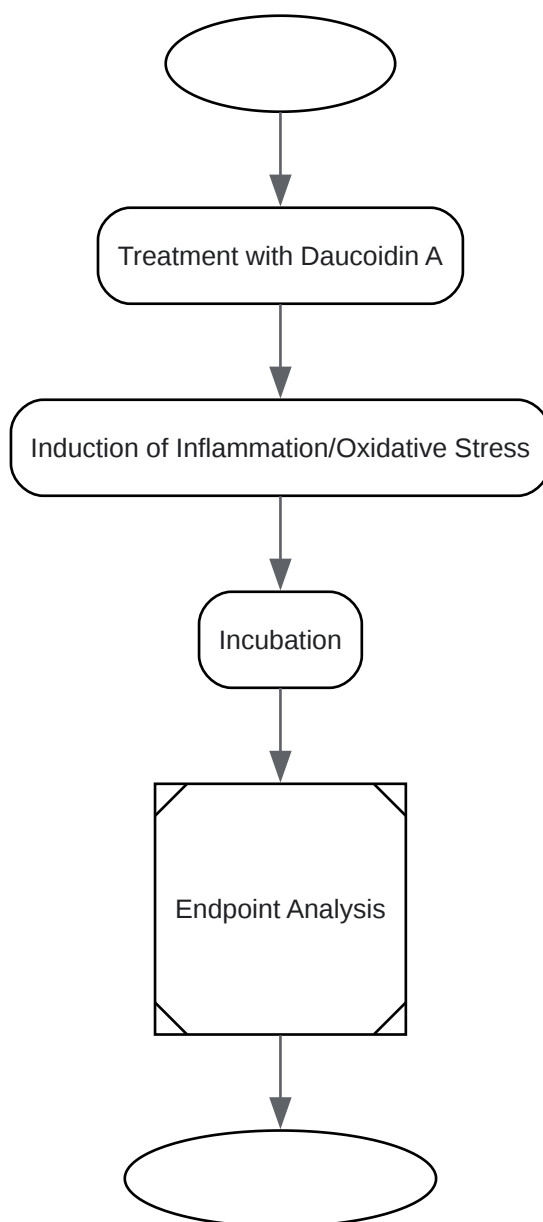 Treatment with Daucoidin A
Induction of Inflammation/Oxidative Stress
Incubation
Endpoint Analysis